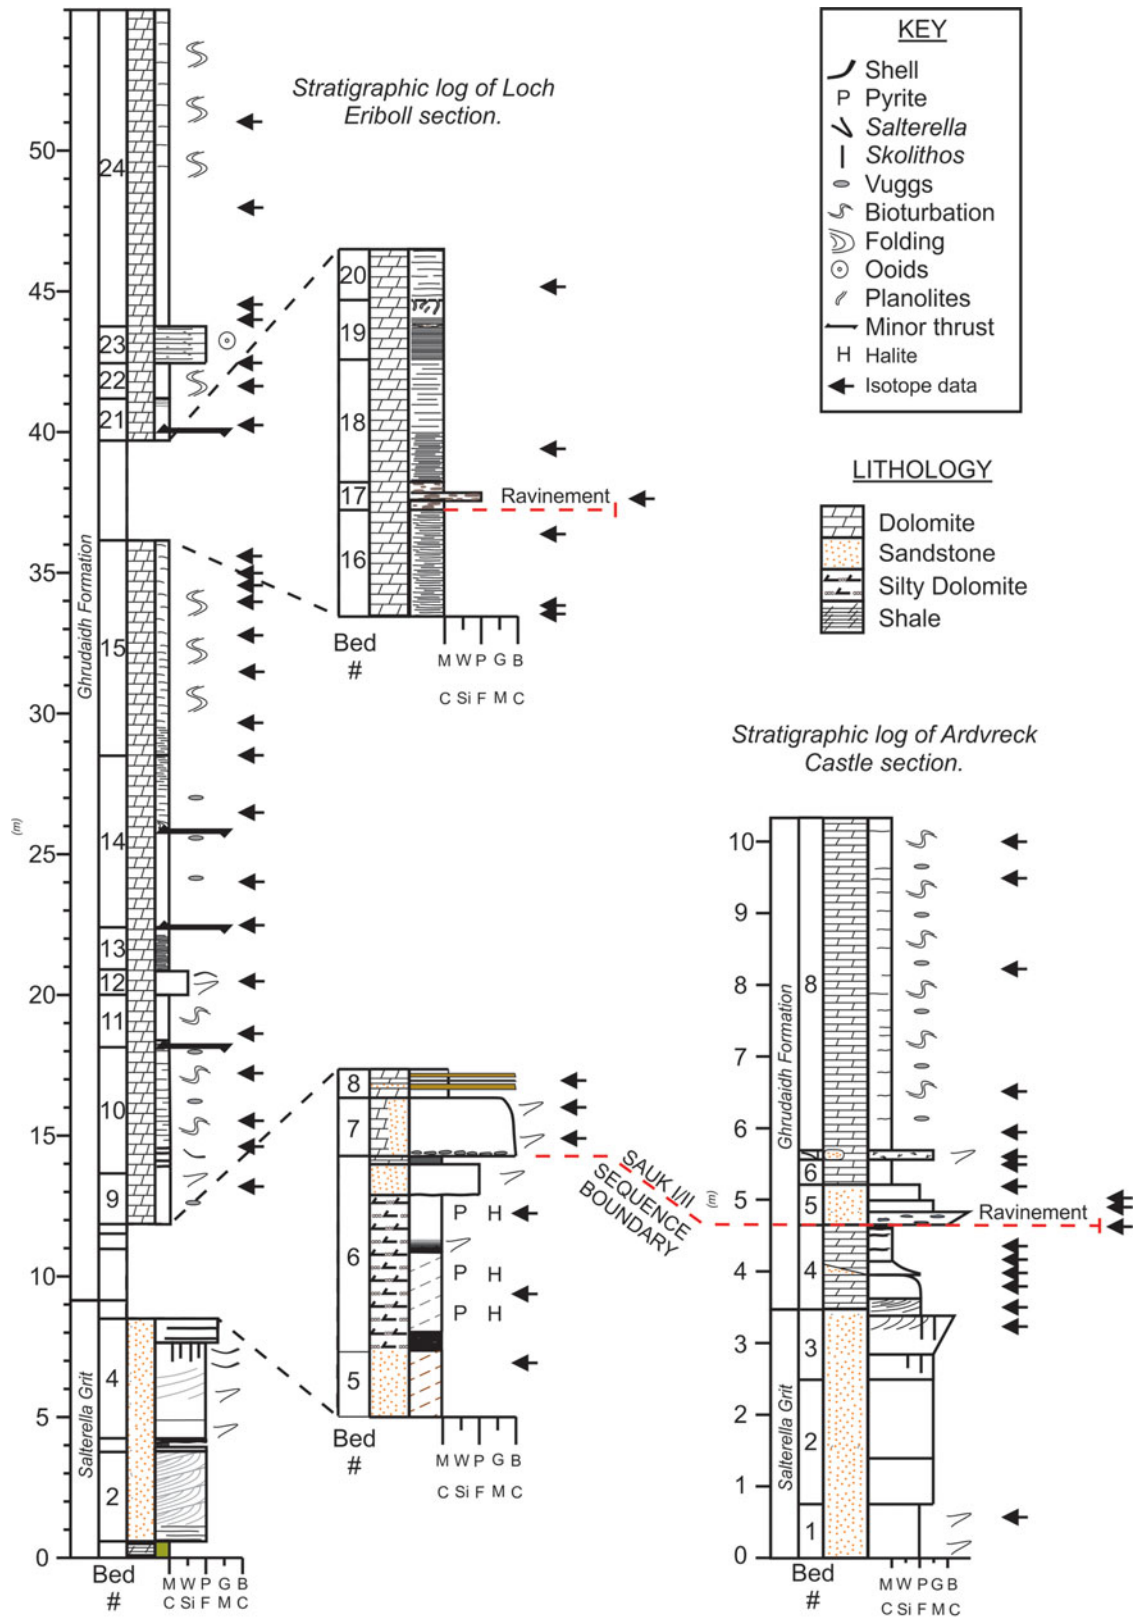 Stratigraphic log of Loch
Eriboll section.
KEY
Shell
P Pyrite
Salterella
Skolithos
Vuggs
Bioturbation
Folding
Ooids
Planolites
Minor thrust
H Halite
Isotope data
LITHOLOGY
Dolomite
Sandstone
Silty Dolomite
Shale
50
45
40
35
30
25
20
15
10
5
0
(m)
Ghrudaidh Formation
Salterella Grit
24
23
22
21
15
14
13
12
11
10
9
4
2
Bed
#
M W P G B
C Si F M C
20
19
18
17
16
Ravinement
Bed
#
M W P G B
C Si F M C
8
7
6
5
P H
P H
P H
Bed
#
M W P G B
C Si F M C
SAUK I/II
SEQUENCE
BOUNDARY
Stratigraphic log of Ardvreck
Castle section.
10
9
8
7
6
5
4
3
2
1
0
(m)
Ghrudaidh Formation
Salterella Grit
8
6
5
4
3
2
1
Ravinement
Bed
#
M W P G B
C Si F M C